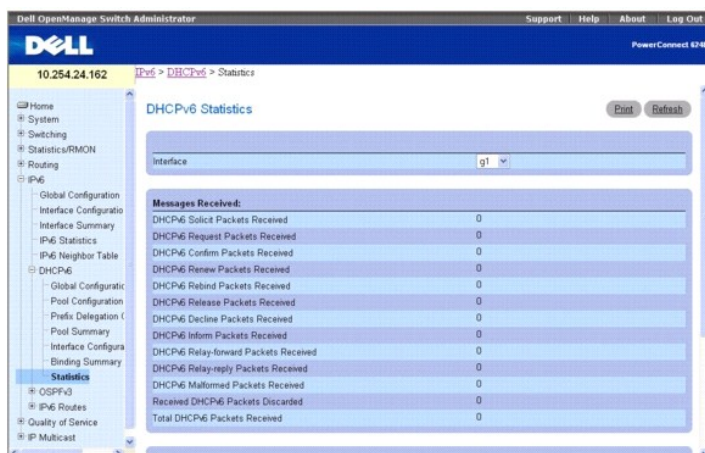 Dell OpenManage Switch Administrator
Support Help About Log Out
DELL
PowerConnect 624
10.254.24.162
IPv6 > DHCPv6 > Statistics
Home
System
Switching
Statistics/RMON
Routing
IPv6
Global Configuration
Interface Configuratio
Interface Summary
IPv6 Statistics
IPv6 Neighbor Table
DHCPv6
Global Configuratio
Pool Configuration
Prefix Delegation C
Pool Summary
Interface Configura
Binding Summary
Statistics
OSPFv3
IPv6 Routes
Quality of Service
IP Multicast
DHCPv6 Statistics
Print Refresh
Interface g1
Messages Received:
DHCPv6 Solicit Packets Received 0
DHCPv6 Request Packets Received 0
DHCPv6 Confirm Packets Received 0
DHCPv6 Renew Packets Received 0
DHCPv6 Rebind Packets Received 0
DHCPv6 Release Packets Received 0
DHCPv6 Decline Packets Received 0
DHCPv6 Inform Packets Received 0
DHCPv6 Relay-forward Packets Received 0
DHCPv6 Relay-reply Packets Received 0
DHCPv6 Malformed Packets Received 0
Received DHCPv6 Packets Discarded 0
Total DHCPv6 Packets Received 0